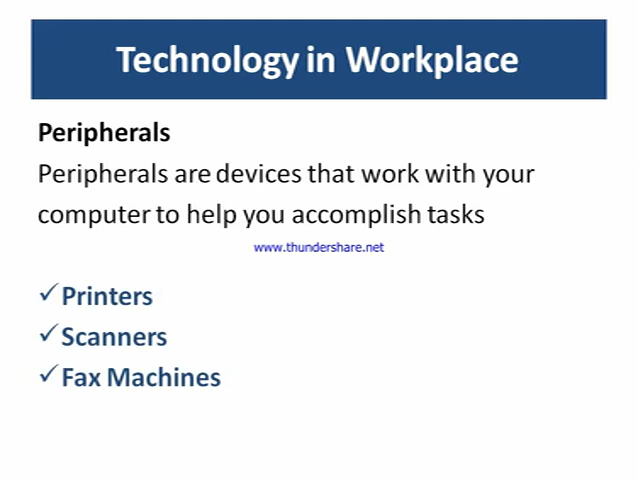 Technology in Workplace
Peripherals
Peripherals are devices that work with your
computer to help you accomplish tasks
www.thundershare.net
✓Printers
✓Scanners
✓Fax Machines